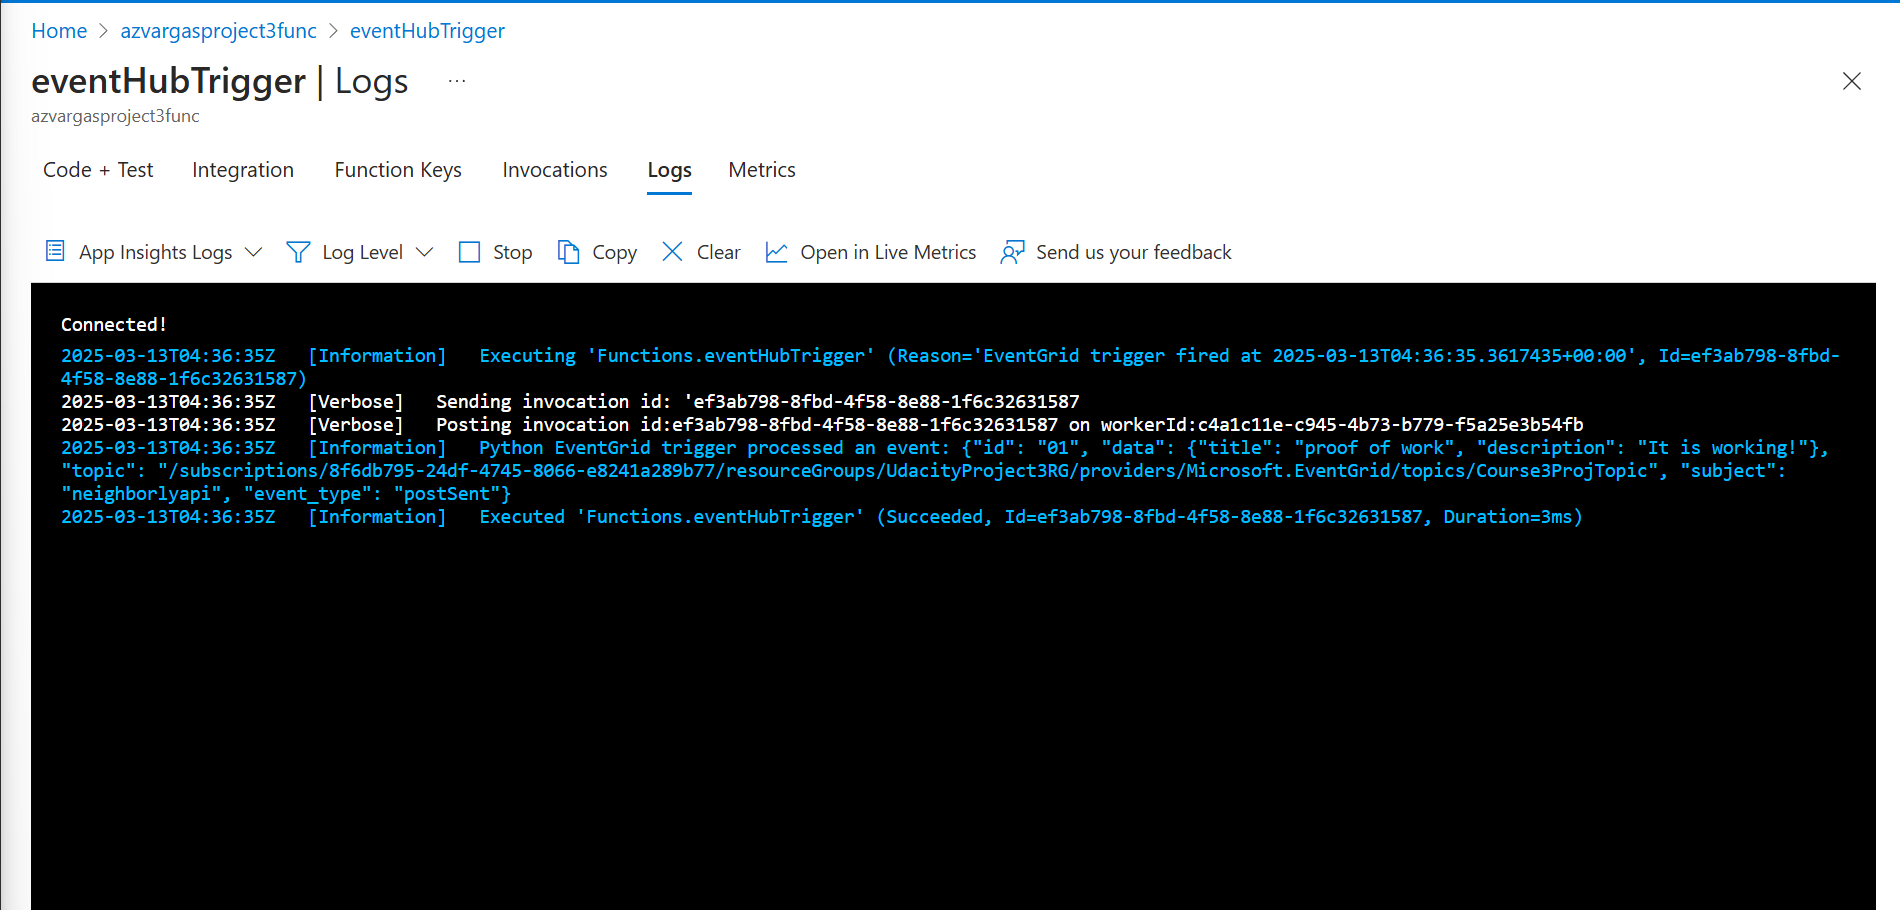 Home > azvargasproject3func > eventHubTrigger
eventHubTrigger | Logs ...
azvargasproject3func
Code + Test Integration Function Keys Invocations Logs Metrics
App Insights Logs Log Level Stop Copy Clear Open in Live Metrics Send us your feedback
Connected!
2025-03-13T04:36:35Z [Information] Executing 'Functions.eventHubTrigger' (Reason='EventGrid trigger fired at 2025-03-13T04:36:35.3617435+00:00', Id=ef3ab798-8fbd-
4f58-8e88-1f6c32631587)
2025-03-13T04:36:35Z [Verbose] Sending invocation id: 'ef3ab798-8fbd-4f58-8e88-1f6c32631587
2025-03-13T04:36:35Z [Verbose] Posting invocation id:ef3ab798-8fbd-4f58-8e88-1f6c32631587 on workerId:c4a1c11e-c945-4b73-b779-f5a25e3b54fb
2025-03-13T04:36:35Z [Information] Python EventGrid trigger processed an event: {"id": "01", "data": {"title": "proof of work", "description": "It is working!"},
"topic": "/subscriptions/8f6db795-24df-4745-8066-e8241a289b77/resourceGroups/UdacityProject3RG/providers/Microsoft.EventGrid/topics/Course3ProjTopic", "subject":
"neighborlyapi", "event_type": "postSent"}
2025-03-13T04:36:35Z [Information] Executed 'Functions.eventHubTrigger' (Succeeded, Id=ef3ab798-8fbd-4f58-8e88-1f6c32631587, Duration=3ms)